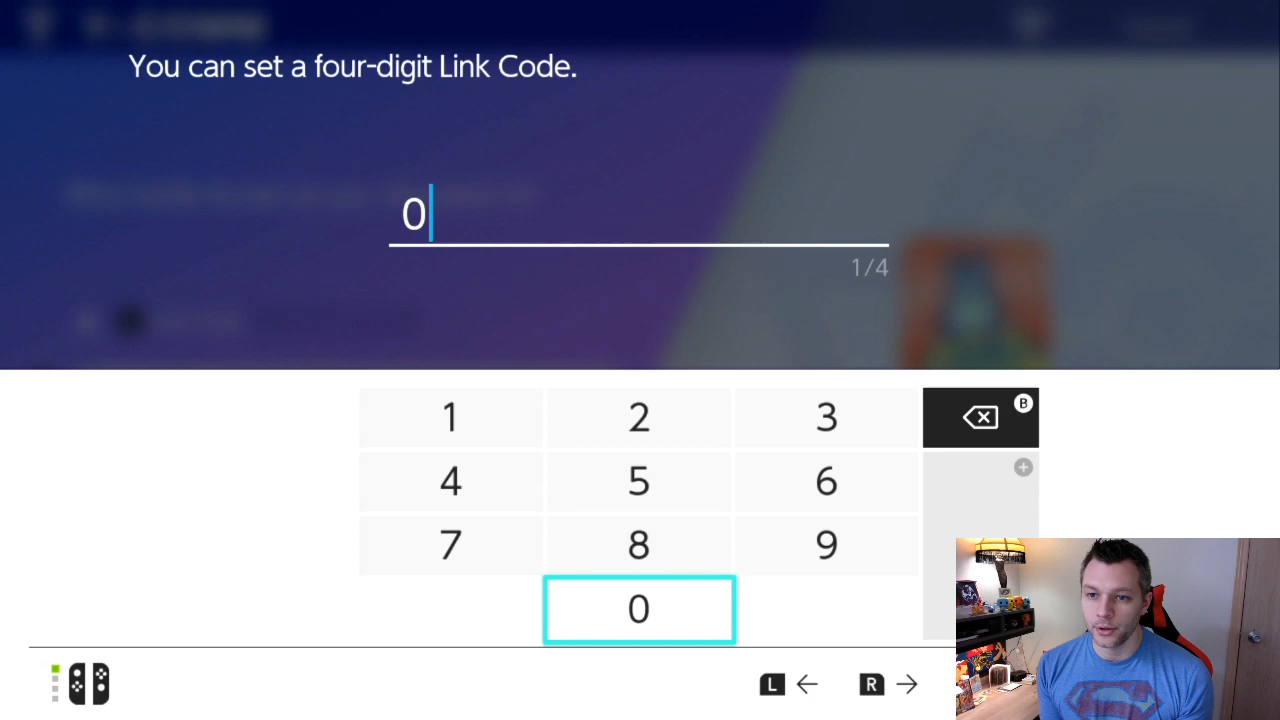 You can set a four-digit Link Code.
0
1/4
1 2 3 B
4 5 6 +
7 8 9
0
L ← R →